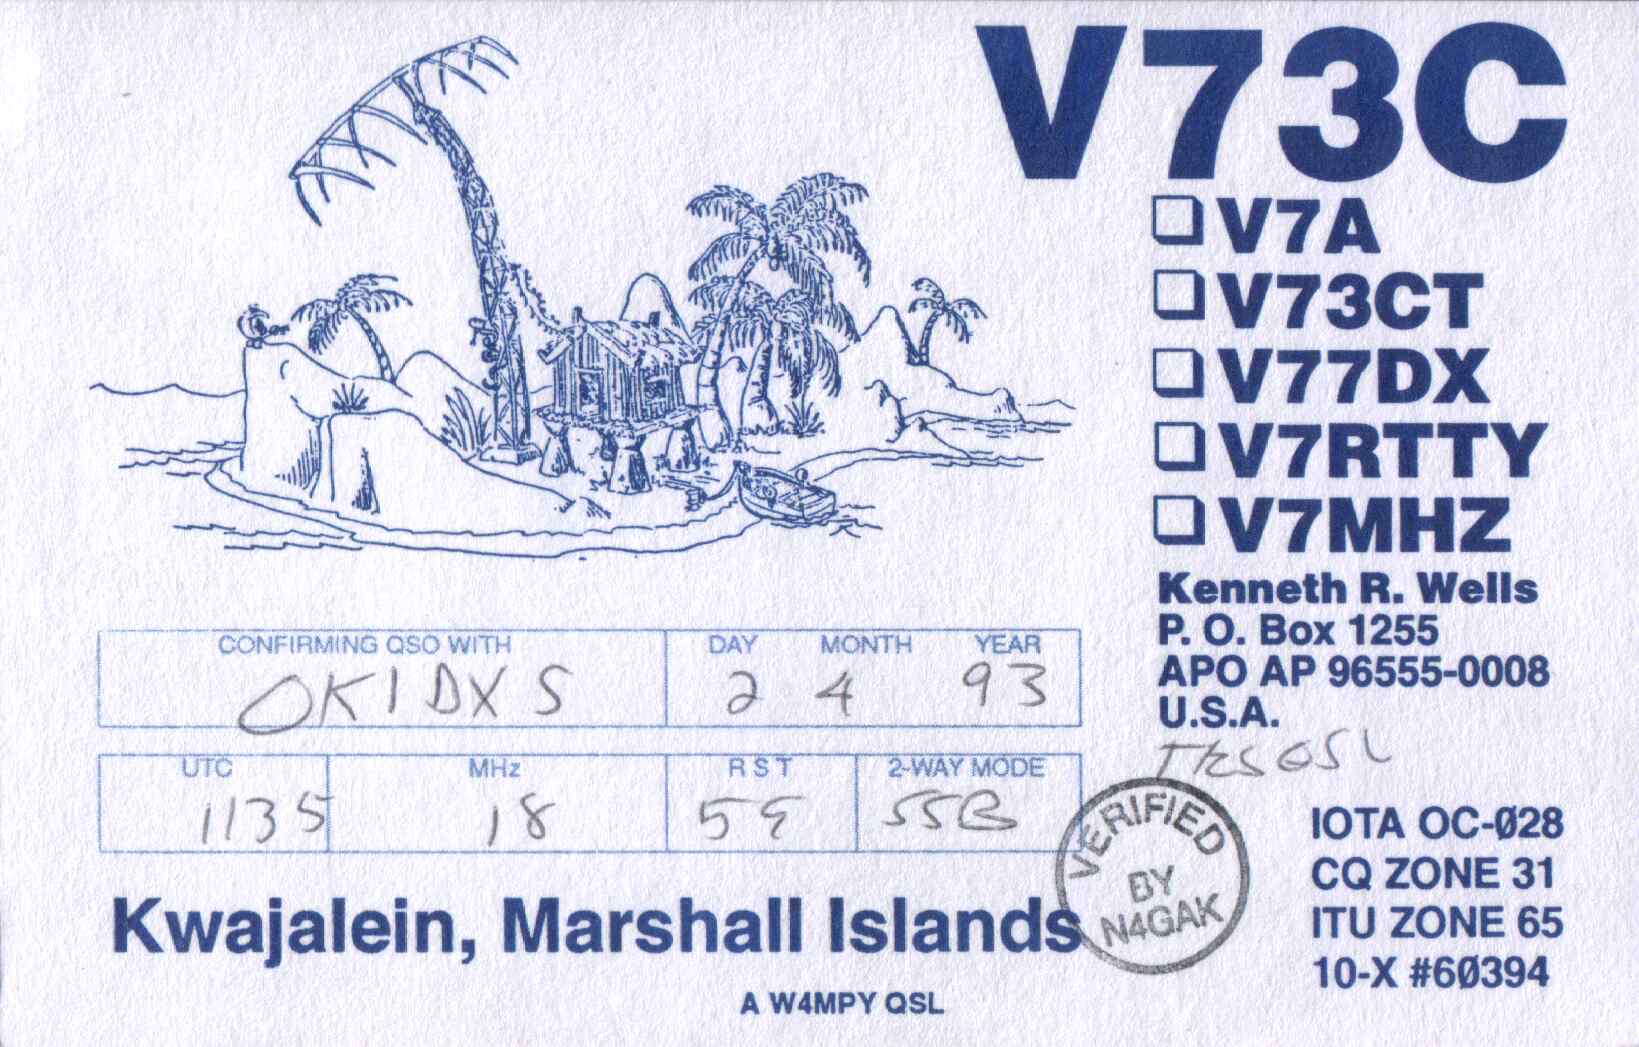 V73C
V7A
V73CT
V77DX
V7RTTY
V7MHZ
Kenneth R. Wells
P. O. Box 1255
APO AP 96555-0008
U.S.A.
CONFIRMING QSO WITH DAY MONTH YEAR
OK1DXS 2 4 93
UTC MHz RST 2-WAY MODE
1135 18 59 SSB
TKS QSL
VERIFIED
BY
N4GAK
IOTA OC-Ø28
CQ ZONE 31
ITU ZONE 65
10-X #6Ø394
Kwajalein, Marshall Islands
A W4MPY QSL